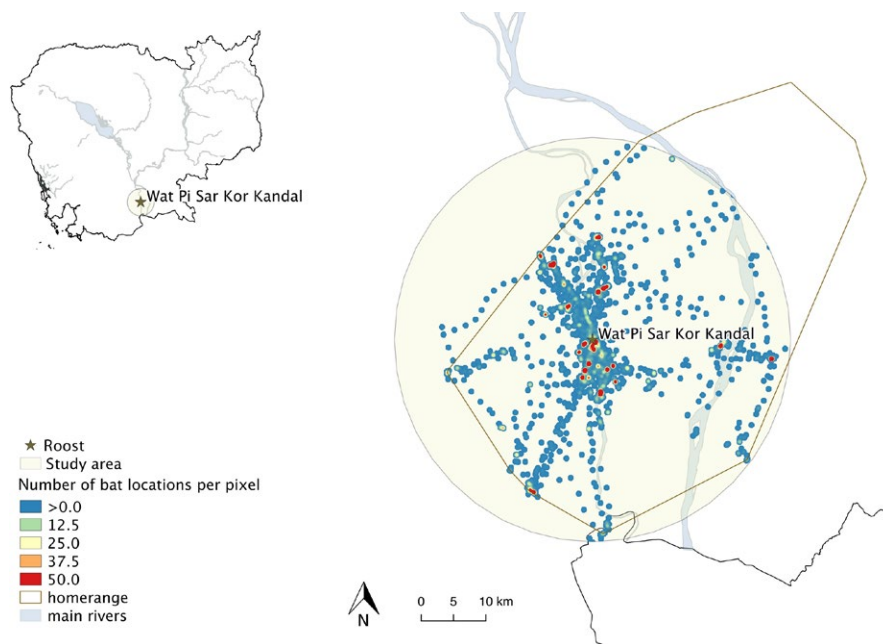 Wat Pi Sar Kor Kandal
Wat Pi Sar Kor Kandal
Roost
Study area
Number of bat locations per pixel
>0.0
12.5
25.0
37.5
50.0
homerange
main rivers
N
0 5 10 km